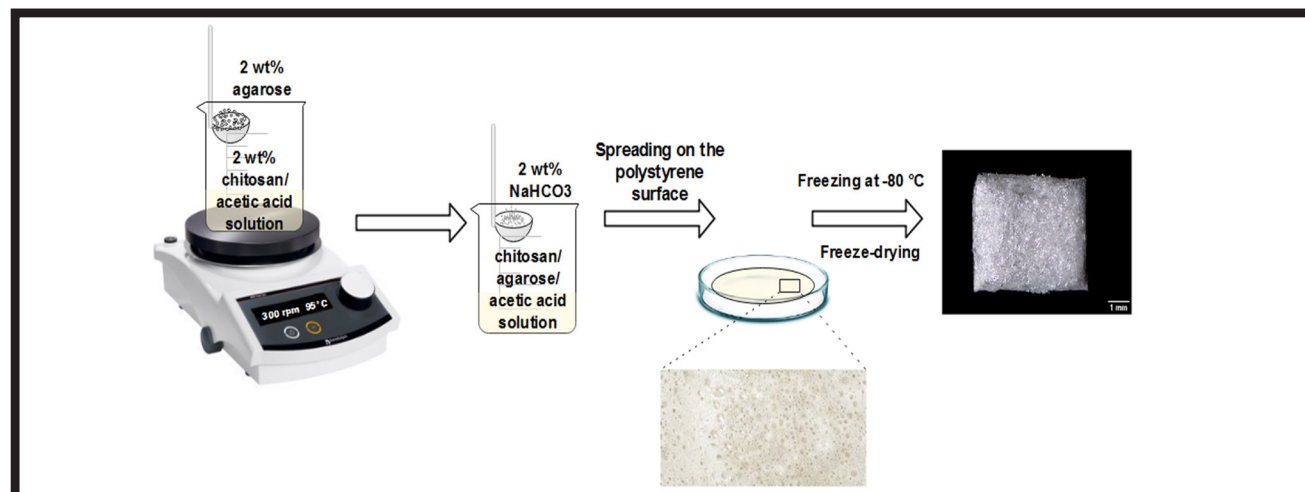 2 wt%
agarose
2 wt%
chitosan/
acetic acid
solution
300 rpm 95°C
2 wt%
NaHCO3
chitosan/
agarose/
acetic acid
solution
Spreading on the
polystyrene
surface
Freezing at -80 °C
Freeze-drying
1 mm